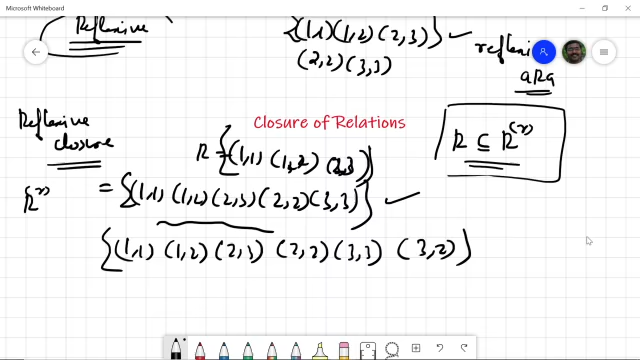 Microsoft Whiteboard
Reflexive
{(1,1) (1,2) (2,3)}
(2,2) (3,3)
aRa
Reflexive closure
Closure of Relations
R = {(1,1) (1,2) (2,3)}
R ⊆ R^(r)
R^(r) = {(1,1) (1,2) (2,3) (2,2) (3,3)}
{(1,1) (1,2) (2,3) (2,2) (3,3) (3,2)}